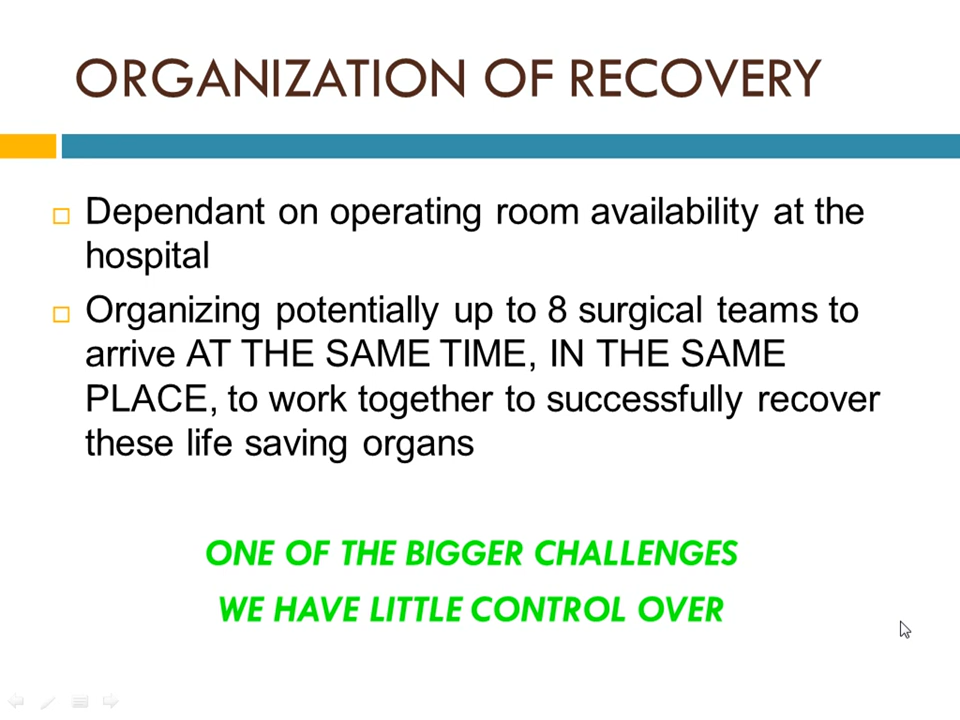 ORGANIZATION OF RECOVERY
Dependant on operating room availability at the
hospital
Organizing potentially up to 8 surgical teams to
arrive AT THE SAME TIME, IN THE SAME
PLACE, to work together to successfully recover
these life saving organs
ONE OF THE BIGGER CHALLENGES
WE HAVE LITTLE CONTROL OVER